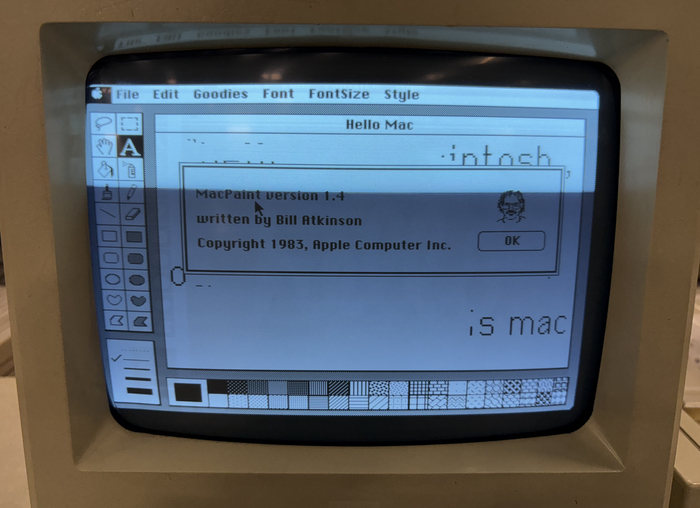 File Edit Goodies Font FontSize Style
Hello Mac
intosh,
MacPaint version 1.4
written by Bill Atkinson
Copyright 1983, Apple Computer Inc.
OK
is mac
A